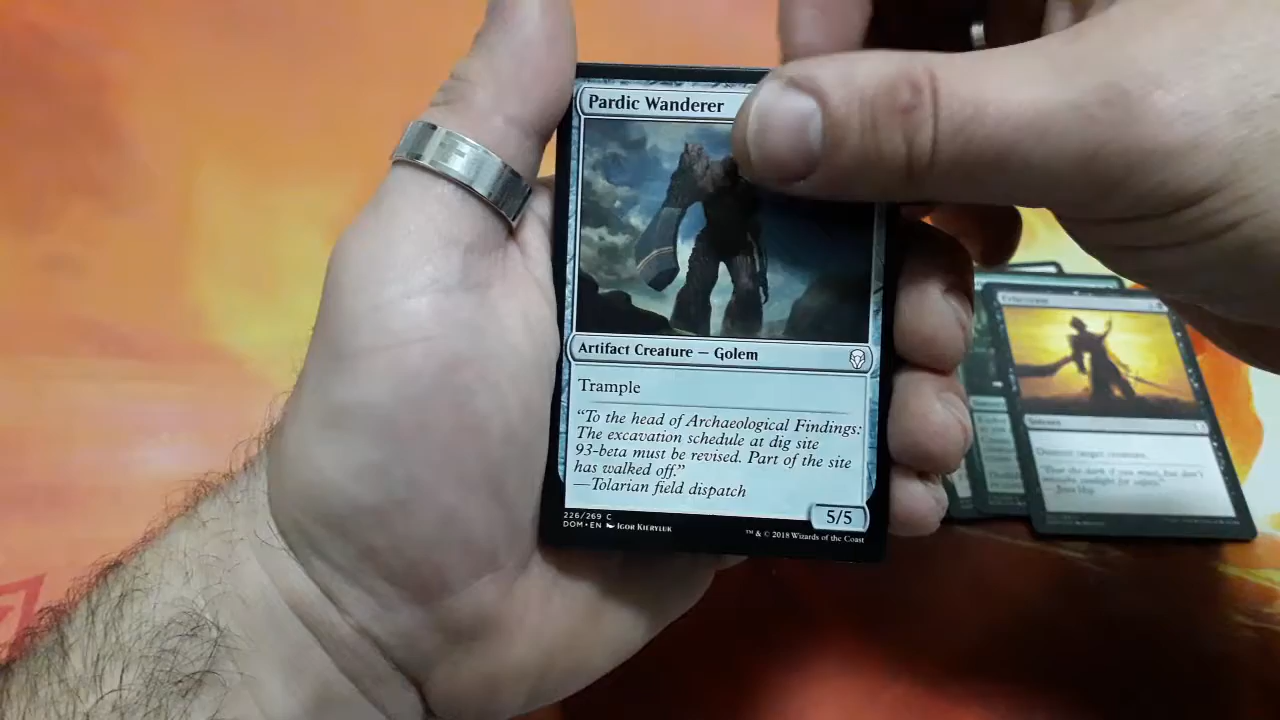 Pardic Wanderer
Artifact Creature — Golem
Trample
“To the head of Archaeological Findings:
The excavation schedule at dig site
93-beta must be revised. Part of the site
has walked off.”
—Tolarian field dispatch
5/5
226/269 C
DOM • EN Igor Kieryluk
™ & © 2018 Wizards of the Coast
target creature.